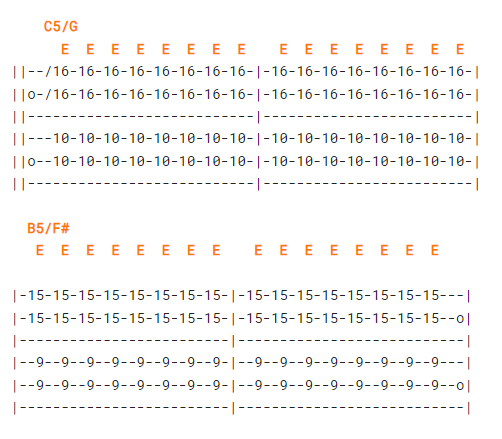 C5/G
E E E E E E E E E E E E E E E E
||--/16-16-16-16-16-16-16-16-|-16-16-16-16-16-16-16-16-|
||o-/16-16-16-16-16-16-16-16-|-16-16-16-16-16-16-16-16-|
||---------------------------|-------------------------|
||---10-10-10-10-10-10-10-10-|-10-10-10-10-10-10-10-10-|
||o--10-10-10-10-10-10-10-10-|-10-10-10-10-10-10-10-10-|
||---------------------------|-------------------------|
B5/F#
E E E E E E E E E E E E E E E E
|-15-15-15-15-15-15-15-15-|-15-15-15-15-15-15-15-15---|
|-15-15-15-15-15-15-15-15-|-15-15-15-15-15-15-15-15--o|
|-------------------------|---------------------------|
|--9--9--9--9--9--9--9--9-|--9--9--9--9--9--9--9--9---|
|--9--9--9--9--9--9--9--9-|--9--9--9--9--9--9--9--9--o|
|-------------------------|---------------------------|